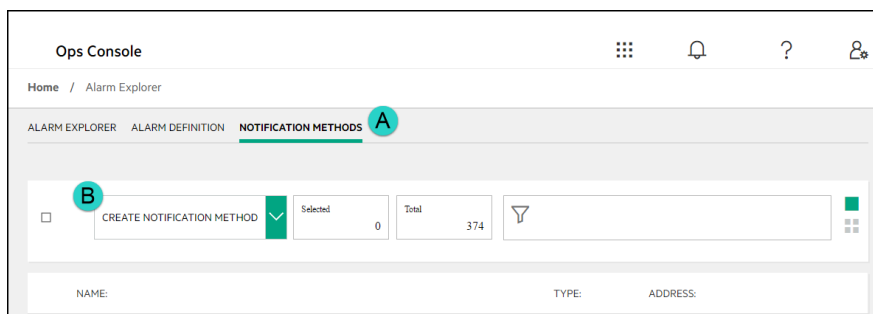 Ops Console
?
Home / Alarm Explorer
ALARM EXPLORER ALARM DEFINITION NOTIFICATION METHODS A
B
CREATE NOTIFICATION METHOD Selected 0 Total 374
NAME: TYPE: ADDRESS: